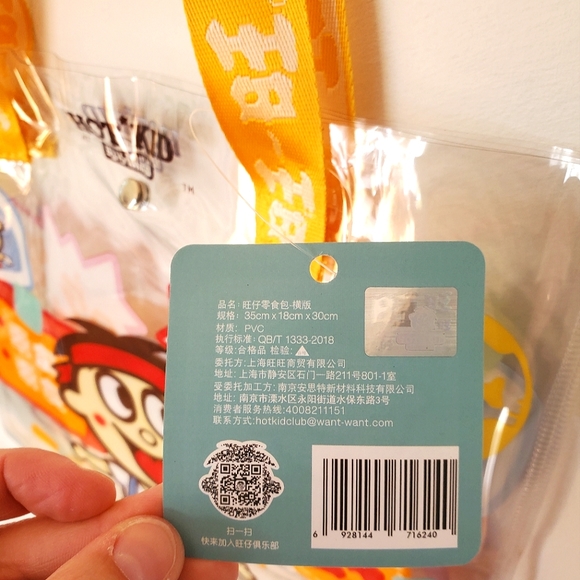 旺
旺
HOT-KID
TM
品名: 旺仔零食包-横版
规格: 35cm x 18cm x 30cm
材质: PVC
执行标准: QB/T 1333-2018
等级:合格品 检验:
委托方:上海旺旺商贸有限公司
地址: 上海市静安区石门一路211号801-1室
受委托加工方: 南京安思特新材料科技有限公司
地址: 南京市溧水区永阳街道水保东路3号
消费者服务热线:4008211151
联系方式:hotkidclub@want-want.com
扫一扫
快来加入旺仔俱乐部
6 928144 716240